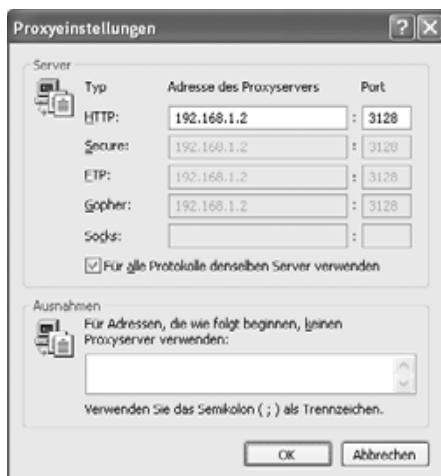 Proxyeinstellungen
Server
Typ Adresse des Proxyservers Port
HTTP: 192.168.1.2 : 3128
Secure: 192.168.1.2 : 3128
FTP: 192.168.1.2 : 3128
Gopher: 192.168.1.2 : 3128
Socks: :
Für alle Protokolle denselben Server verwenden
Ausnahmen
Für Adressen, die wie folgt beginnen, keinen
Proxyserver verwenden:
Verwenden Sie das Semikolon ( ; ) als Trennzeichen.
OK Abbrechen